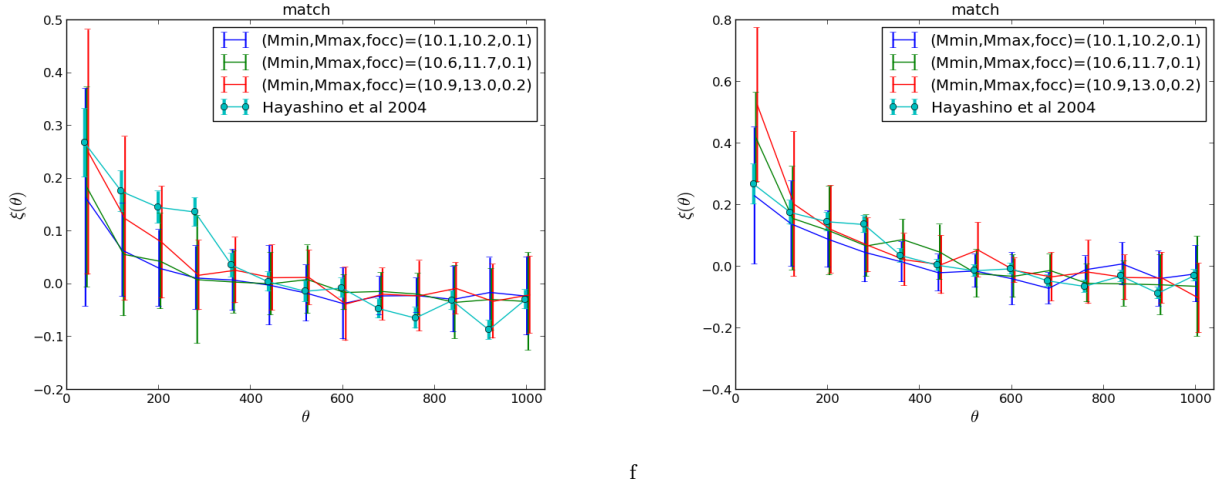 match
0.5
0.4
0.3
0.2
0.1
0.0
−0.1
−0.2
ξ(θ)
(Mmin,Mmax,focc)=(10.1,10.2,0.1)
(Mmin,Mmax,focc)=(10.6,11.7,0.1)
(Mmin,Mmax,focc)=(10.9,13.0,0.2)
Hayashino et al 2004
0 200 400 600 800 1000
θ
match
0.8
0.6
0.4
0.2
0.0
−0.2
−0.4
ξ(θ)
(Mmin,Mmax,focc)=(10.1,10.2,0.1)
(Mmin,Mmax,focc)=(10.6,11.7,0.1)
(Mmin,Mmax,focc)=(10.9,13.0,0.2)
Hayashino et al 2004
0 200 400 600 800 1000
θ
f